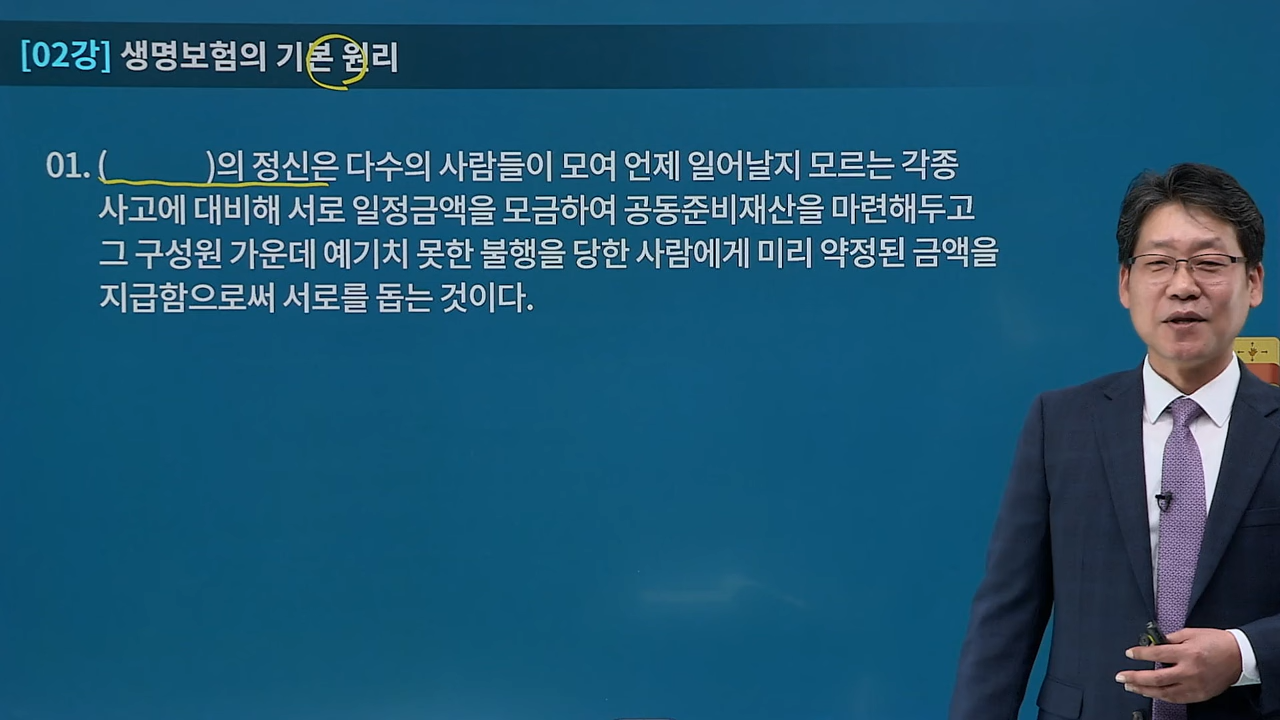 [02강] 생명보험의 기본 원리
01. (          )의 정신은 다수의 사람들이 모여 언제 일어날지 모르는 각종
사고에 대비해 서로 일정금액을 모금하여 공동준비재산을 마련해두고
그 구성원 가운데 예기치 못한 불행을 당한 사람에게 미리 약정된 금액을
지급함으로써 서로를 돕는 것이다.